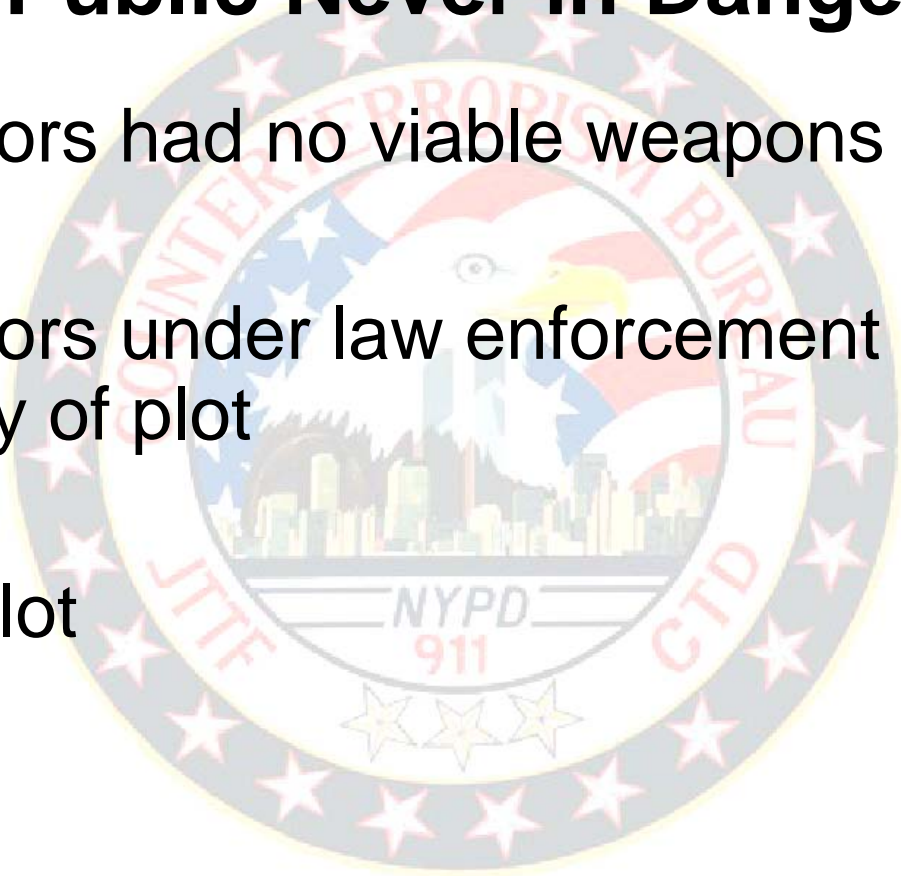 Public Never in Dange
ors had no viable weapons
ors under law enforcement
y of plot
lot
COUNTERTERRORISM BUREAU
JTTF
NYPD
911
CTD